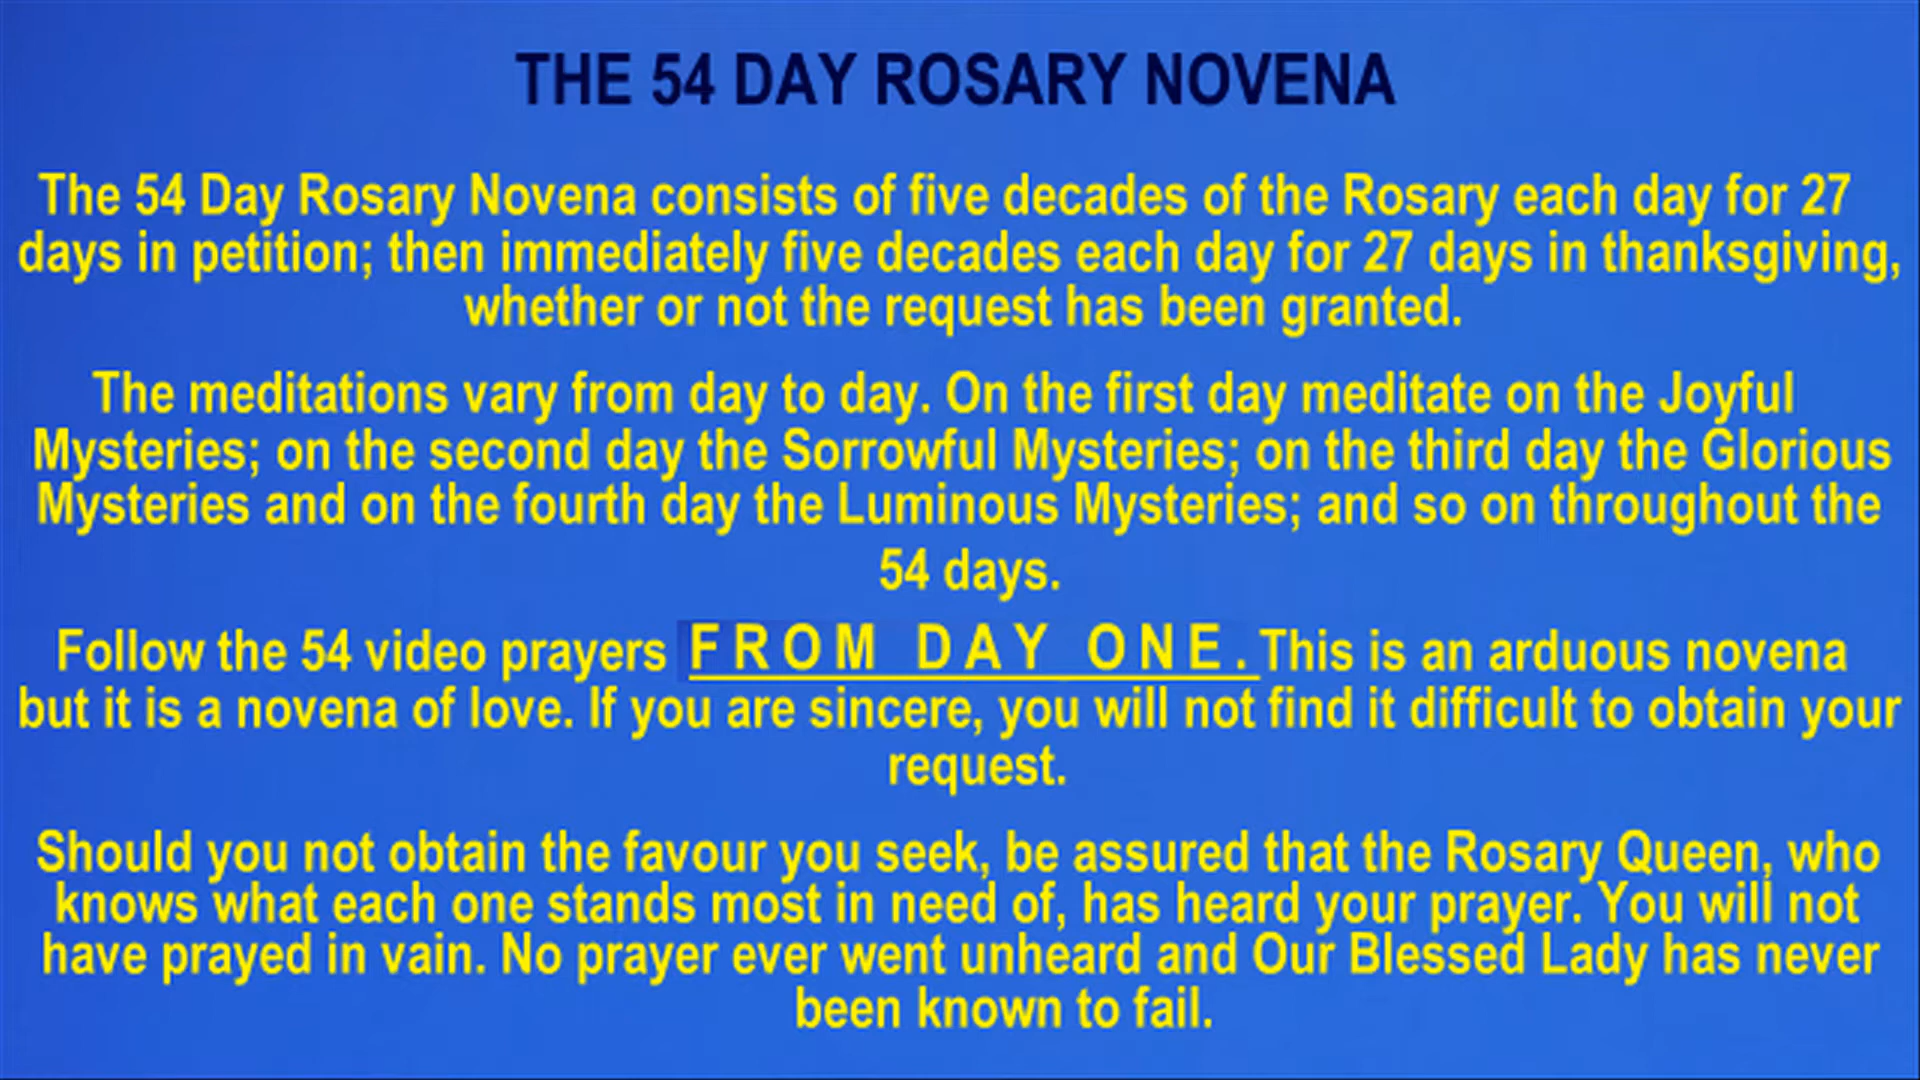 THE 54 DAY ROSARY NOVENA
The 54 Day Rosary Novena consists of five decades of the Rosary each day for 27
days in petition; then immediately five decades each day for 27 days in thanksgiving,
whether or not the request has been granted.
The meditations vary from day to day. On the first day meditate on the Joyful
Mysteries; on the second day the Sorrowful Mysteries; on the third day the Glorious
Mysteries and on the fourth day the Luminous Mysteries; and so on throughout the
54 days.
Follow the 54 video prayers FROM DAY ONE. This is an arduous novena
but it is a novena of love. If you are sincere, you will not find it difficult to obtain your
request.
Should you not obtain the favour you seek, be assured that the Rosary Queen, who
knows what each one stands most in need of, has heard your prayer. You will not
have prayed in vain. No prayer ever went unheard and Our Blessed Lady has never
been known to fail.